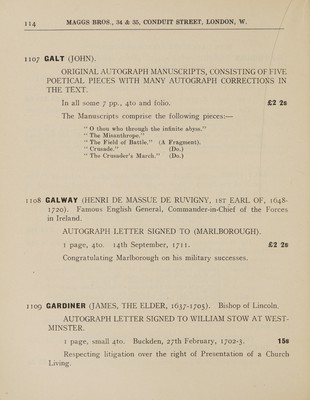 114 MAGGS BROS., 34 & 35, CONDUIT STREET, LONDON, W.
1107 GALT (JOHN).
ORIGINAL AUTOGRAPH MANUSCRIPTS, CONSISTING OF FIVE
POETICAL PIECES WITH MANY AUTOGRAPH CORRECTIONS IN
THE TEXT.
In all some 7 pp., 4to and folio. £2 2s
The Manuscripts comprise the following pieces:—
" O thou who through the infinite abyss."
" The Misanthrope."
" The Field of Battle." (A Fragment).
" Crusade." (Do.)
" The Crusader's March." (Do.)
1108 GALWAY (HENRI DE MASSUE DE RUVIGNY, 1ST EARL OF, 1648-
1720). Famous English General, Commander-in-Chief of the Forces
in Ireland.
AUTOGRAPH LETTER SIGNED TO (MARLBOROUGH).
1 page, 4to. 14th September, 1711. £2 2s
Congratulating Marlborough on his military successes.
1109 GARDINER (JAMES, THE ELDER, 1637-1705). Bishop of Lincoln.
AUTOGRAPH LETTER SIGNED TO WILLIAM STOW AT WEST-
MINSTER.
1 page, small 4to. Buckden, 27th February, 1702-3. 15s
Respecting litigation over the right of Presentation of a Church
Living.